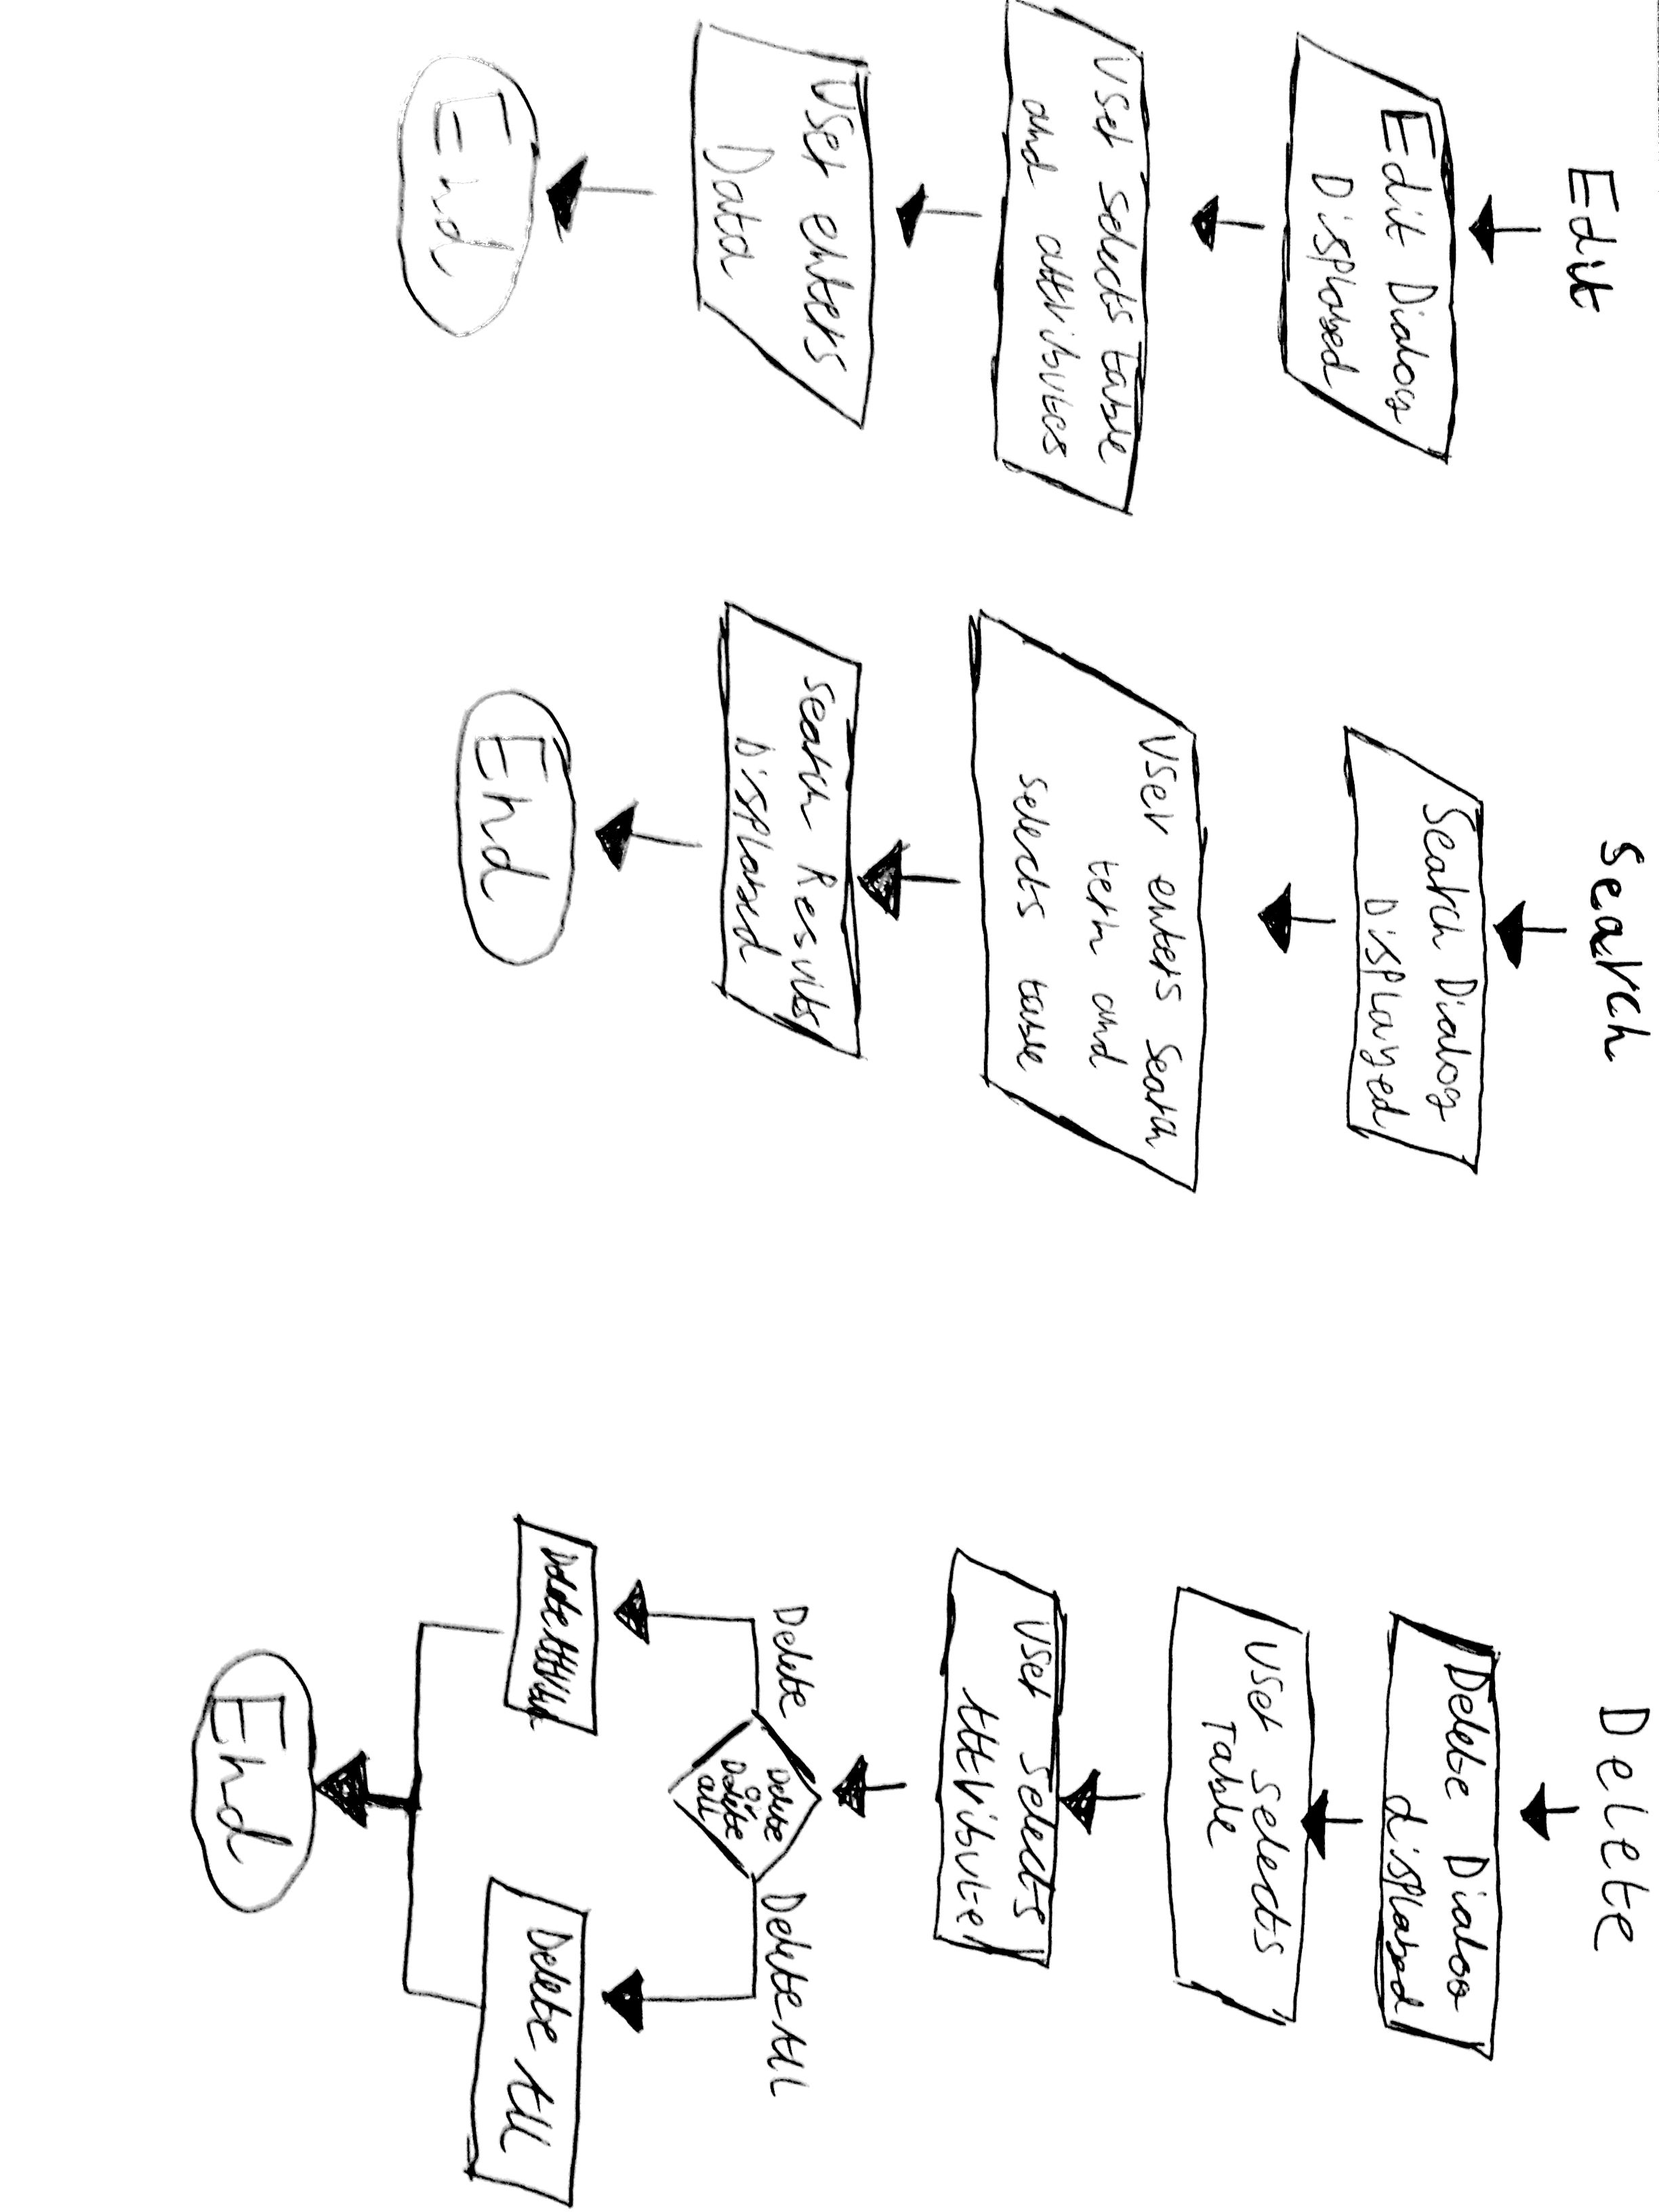 Edit
Edit Dialog
Displayed
User selects table
and attributes
User enters
Data
End
Search
Search Dialog
Displayed
User enters search
term and
selects table
Search Results
Displayed
End
Delete
Delete Dialog
displayed
User selects
Table
User selects
Attribute
Delete
or
Delete
all
Delete
Delete All
Delete Attribute
Delete All
End